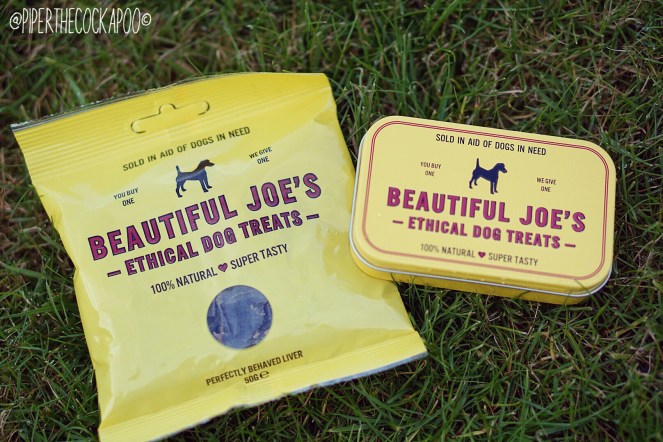 @PIPERTHECOCKAPOO©
SOLD IN AID OF DOGS IN NEED
YOU BUY
ONE
WE GIVE
ONE
BEAUTIFUL JOE'S
— ETHICAL DOG TREATS —
100% NATURAL ♥ SUPER TASTY
PERFECTLY BEHAVED LIVER
50G ℮
SOLD IN AID OF DOGS IN NEED
YOU BUY
ONE
WE GIVE
ONE
BEAUTIFUL JOE'S
— ETHICAL DOG TREATS —
100% NATURAL ♥ SUPER TASTY